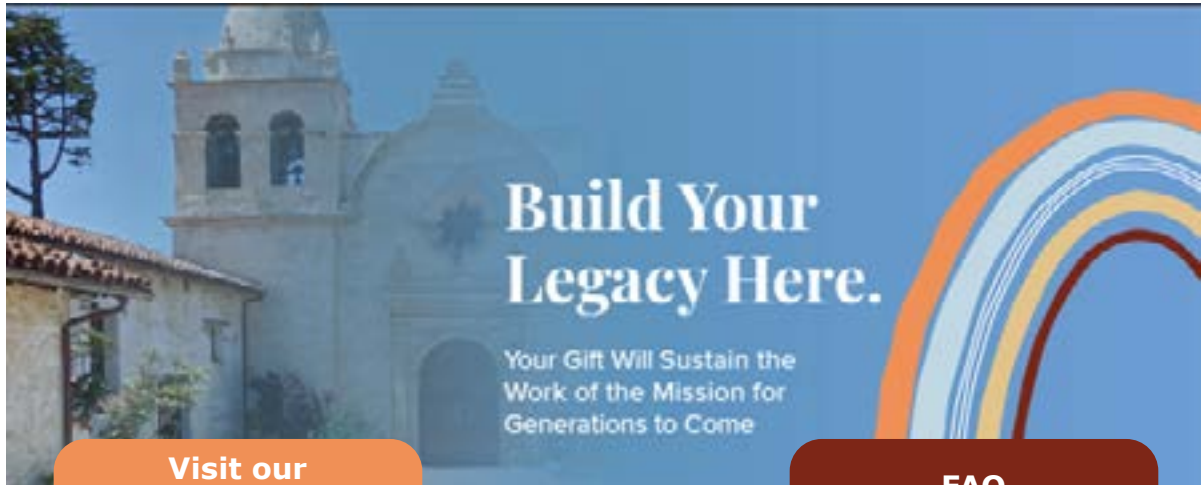 Build Your
Legacy Here.
Your Gift Will Sustain the
Work of the Mission for
Generations to Come
Visit our
FAQ